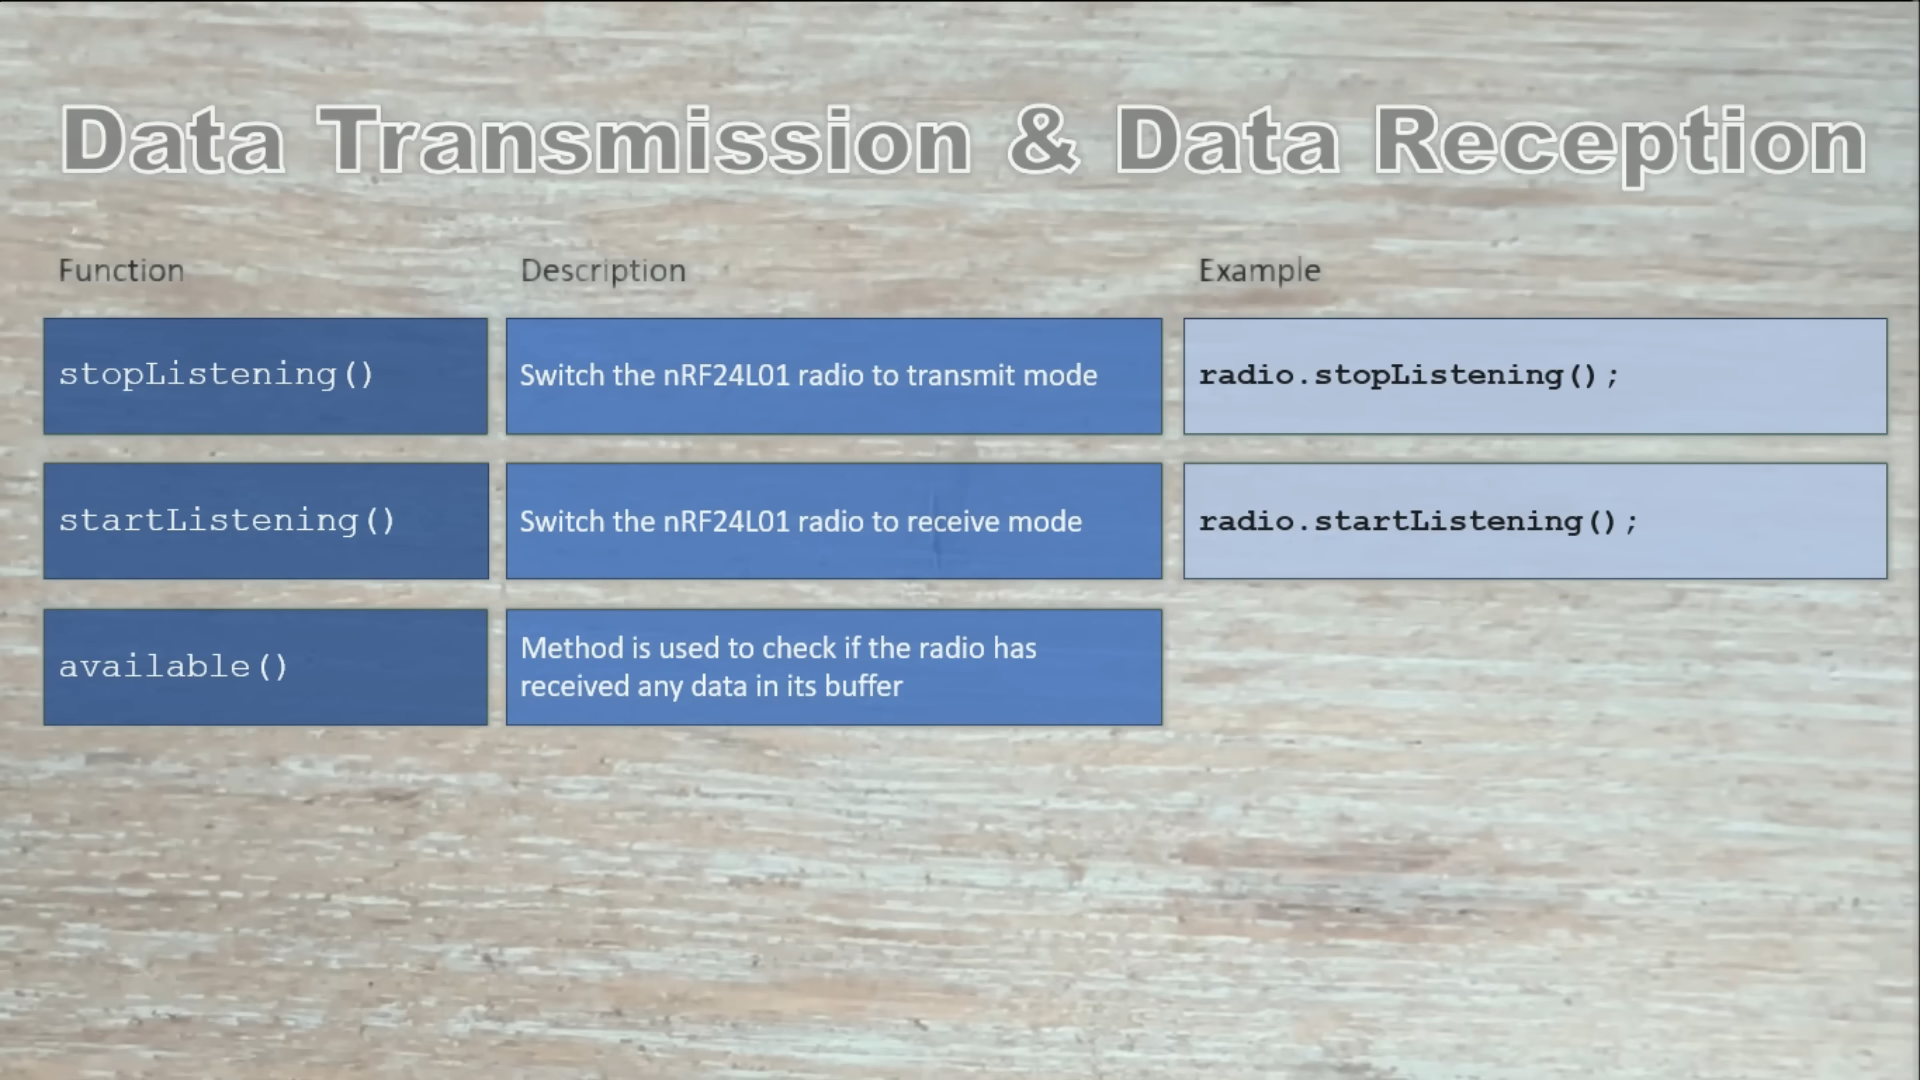 Data Transmission & Data Reception
Function Description Example
stopListening() Switch the nRF24L01 radio to transmit mode radio.stopListening();
startListening() Switch the nRF24L01 radio to receive mode radio.startListening();
available() Method is used to check if the radio has
received any data in its buffer